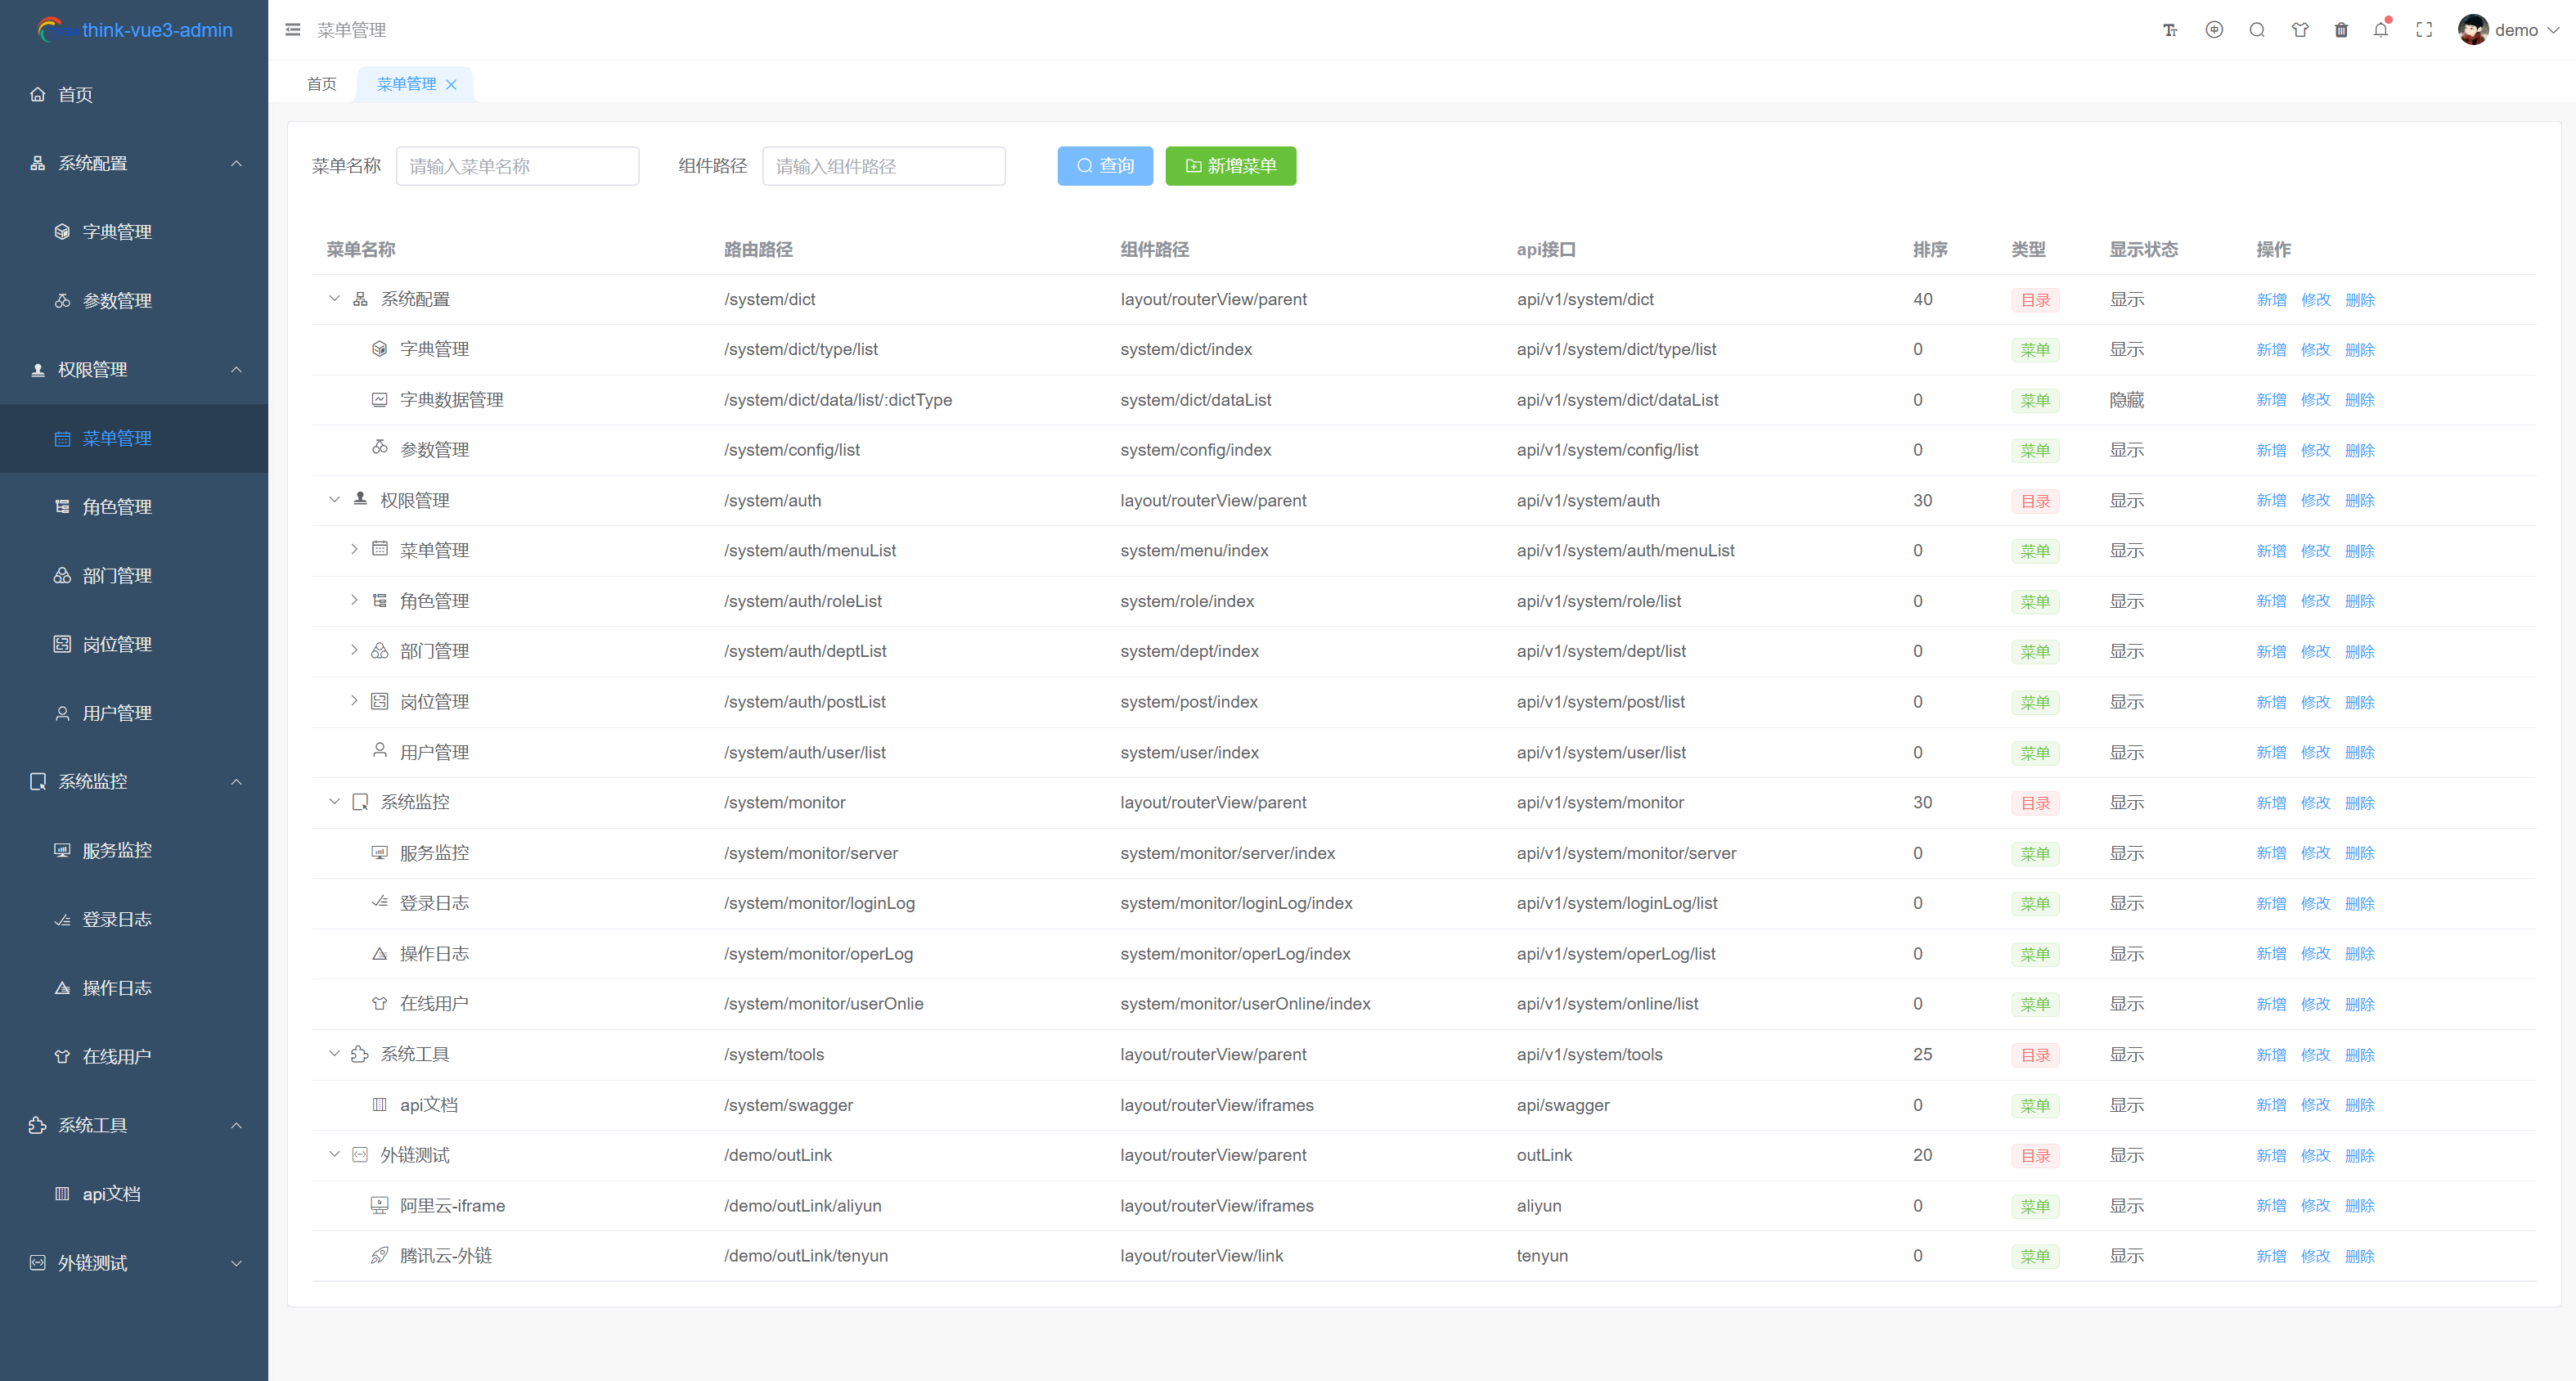 think-vue3-admin
首页
系统配置
字典管理
参数管理
权限管理
菜单管理
角色管理
部门管理
岗位管理
用户管理
系统监控
服务监控
登录日志
操作日志
在线用户
系统工具
api文档
外链测试
菜单管理
demo
首页 菜单管理
菜单名称 请输入菜单名称 组件路径 请输入组件路径 查询 新增菜单
菜单名称 路由路径 组件路径 api接口 排序 类型 显示状态 操作
系统配置 /system/dict layout/routerView/parent api/v1/system/dict 40 目录 显示 新增 修改 删除
字典管理 /system/dict/type/list system/dict/index api/v1/system/dict/type/list 0 菜单 显示 新增 修改 删除
字典数据管理 /system/dict/data/list/:dictType system/dict/dataList api/v1/system/dict/dataList 0 菜单 隐藏 新增 修改 删除
参数管理 /system/config/list system/config/index api/v1/system/config/list 0 菜单 显示 新增 修改 删除
权限管理 /system/auth layout/routerView/parent api/v1/system/auth 30 目录 显示 新增 修改 删除
菜单管理 /system/auth/menuList system/menu/index api/v1/system/auth/menuList 0 菜单 显示 新增 修改 删除
角色管理 /system/auth/roleList system/role/index api/v1/system/role/list 0 菜单 显示 新增 修改 删除
部门管理 /system/auth/deptList system/dept/index api/v1/system/dept/list 0 菜单 显示 新增 修改 删除
岗位管理 /system/auth/postList system/post/index api/v1/system/post/list 0 菜单 显示 新增 修改 删除
用户管理 /system/auth/user/list system/user/index api/v1/system/user/list 0 菜单 显示 新增 修改 删除
系统监控 /system/monitor layout/routerView/parent api/v1/system/monitor 30 目录 显示 新增 修改 删除
服务监控 /system/monitor/server system/monitor/server/index api/v1/system/monitor/server 0 菜单 显示 新增 修改 删除
登录日志 /system/monitor/loginLog system/monitor/loginLog/index api/v1/system/loginLog/list 0 菜单 显示 新增 修改 删除
操作日志 /system/monitor/operLog system/monitor/operLog/index api/v1/system/operLog/list 0 菜单 显示 新增 修改 删除
在线用户 /system/monitor/userOnlie system/monitor/userOnline/index api/v1/system/online/list 0 菜单 显示 新增 修改 删除
系统工具 /system/tools layout/routerView/parent api/v1/system/tools 25 目录 显示 新增 修改 删除
api文档 /system/swagger layout/routerView/iframes api/swagger 0 菜单 显示 新增 修改 删除
外链测试 /demo/outLink layout/routerView/parent outLink 20 目录 显示 新增 修改 删除
阿里云-iframe /demo/outLink/aliyun layout/routerView/iframes aliyun 0 菜单 显示 新增 修改 删除
腾讯云-外链 /demo/outLink/tenyun layout/routerView/link tenyun 0 菜单 显示 新增 修改 删除